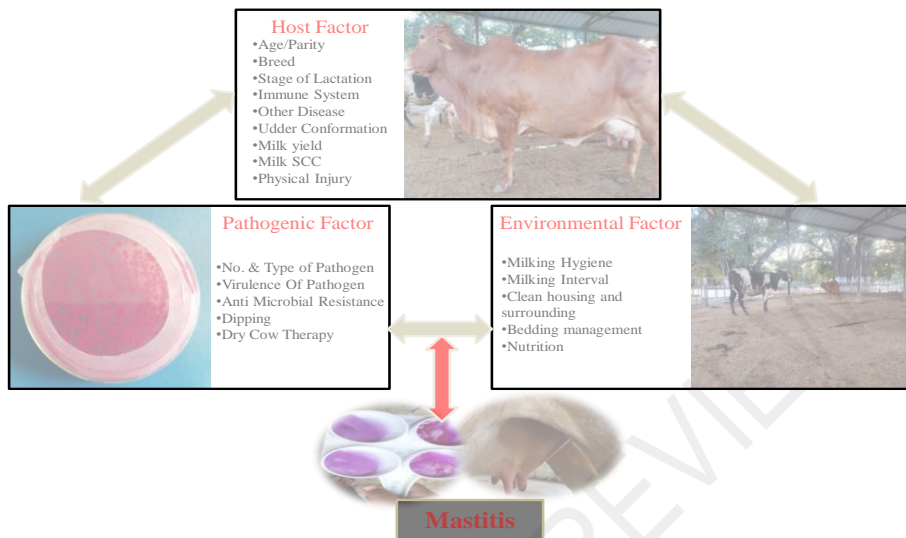 Host Factor
•Age/Parity
•Breed
•Stage of Lactation
•Immune System
•Other Disease
•Udder Conformation
•Milk yield
•Milk SCC
•Physical Injury
Pathogenic Factor
•No. & Type of Pathogen
•Virulence Of Pathogen
•Anti Microbial Resistance
•Dipping
•Dry Cow Therapy
Environmental Factor
•Milking Hygiene
•Milking Interval
•Clean housing and
surrounding
•Bedding management
•Nutrition
Mastitis